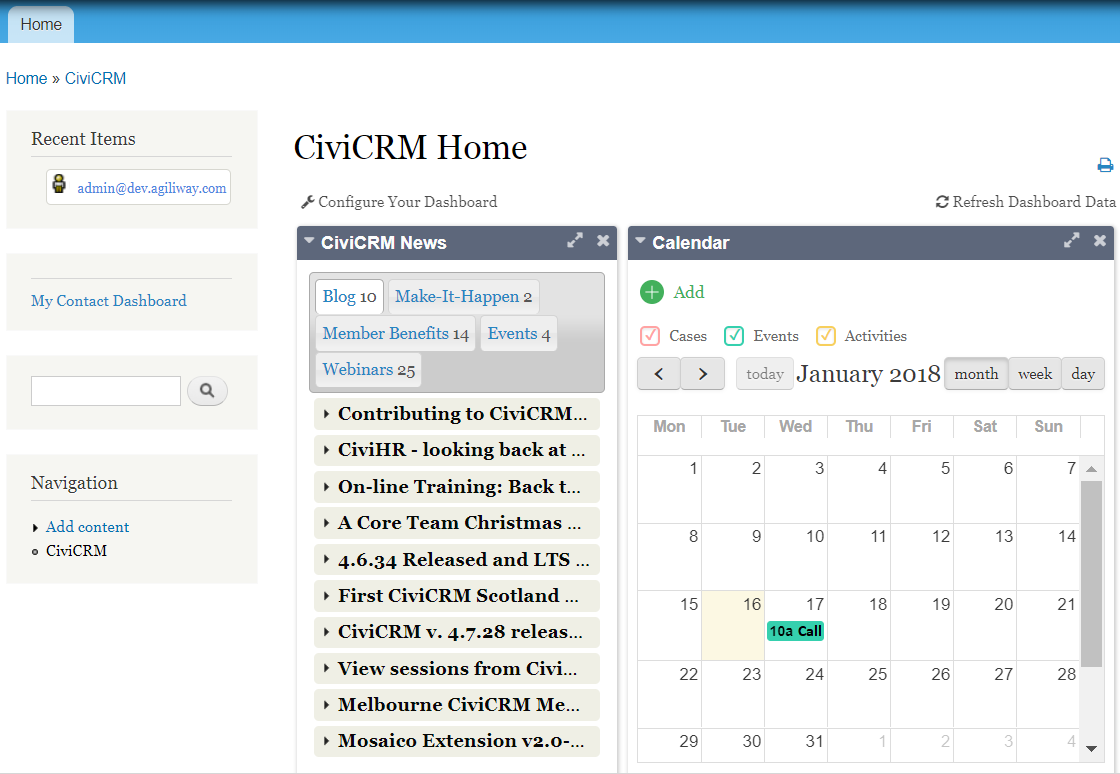 Home
Home » CiviCRM
Recent Items
admin@dev.agiliway.com
My Contact Dashboard
Navigation
Add content
CiviCRM
CiviCRM Home
Configure Your Dashboard
Refresh Dashboard Data
CiviCRM News
Blog 10 Make-It-Happen 2
Member Benefits 14 Events 4
Webinars 25
Contributing to CiviCRM...
CiviHR - looking back at ...
On-line Training: Back t...
A Core Team Christmas ...
4.6.34 Released and LTS ...
First CiviCRM Scotland ...
CiviCRM v. 4.7.28 releas...
View sessions from Civi...
Melbourne CiviCRM Me...
Mosaico Extension v2.0-...
Calendar
Add
Cases Events Activities
today January 2018 month week day
Mon Tue Wed Thu Fri Sat Sun
1 2 3 4 5 6 7
8 9 10 11 12 13 14
15 16 17 18 19 20 21
10a Call
22 23 24 25 26 27 28
29 30 31 1 2 3 4